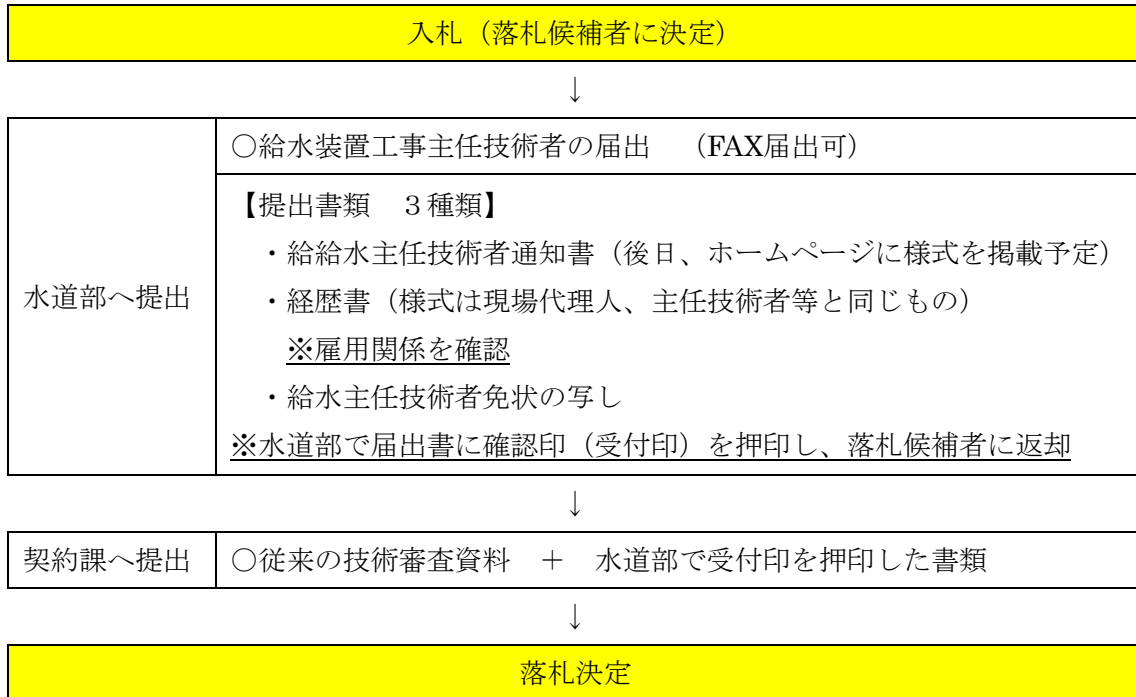 入札（落札候補者に決定）
↓
○給水装置工事主任技術者の届出　（FAX届出可）
水道部へ提出
【提出書類　３種類】
・給給水主任技術者通知書（後日、ホームページに様式を掲載予定）
・経歴書（様式は現場代理人、主任技術者等と同じもの）
※雇用関係を確認
・給水主任技術者免状の写し
※水道部で届出書に確認印（受付印）を押印し、落札候補者に返却
↓
契約課へ提出
○従来の技術審査資料　＋　水道部で受付印を押印した書類
↓
落札決定